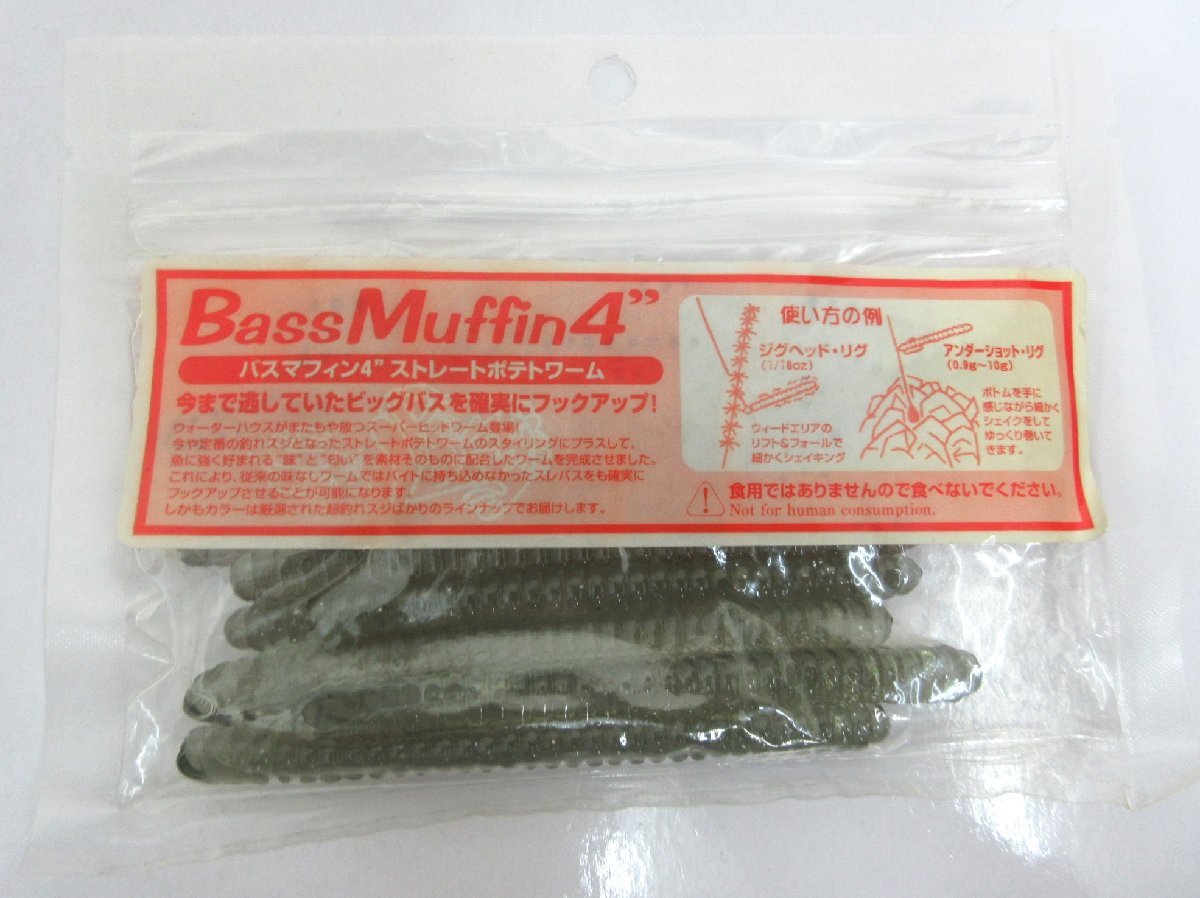 BassMuffin4”
バスマフィン4” ストレートポテトワーム
今まで逃していたビッグバスを確実にフックアップ!
ウォーターハウスがまたもや放つスーパーヒットワーム登場!
今や定番の釣れスジとなったストレートポテトワームのスタイリングにプラスして、
魚に強く好まれる “味” と “匂い” を素材そのものに配合したワームを完成させました。
これにより、従来の味なしワームではバイトに持ち込めなかったスレバスをも確実に
フックアップさせることが可能になります。
しかもカラーは厳選された超釣れスジばかりのラインナップでお届けします。
使い方の例
ジグヘッド・リグ
(1/16oz)
ウィードエリアの
リフト&フォールで
細かくシェイキング
アンダーショット・リグ
(0.9g~10g)
ボトムを手に
感じながら細かく
シェイクをして
ゆっくり巻いて
きます。
食用ではありませんので食べないでください。
Not for human consumption.